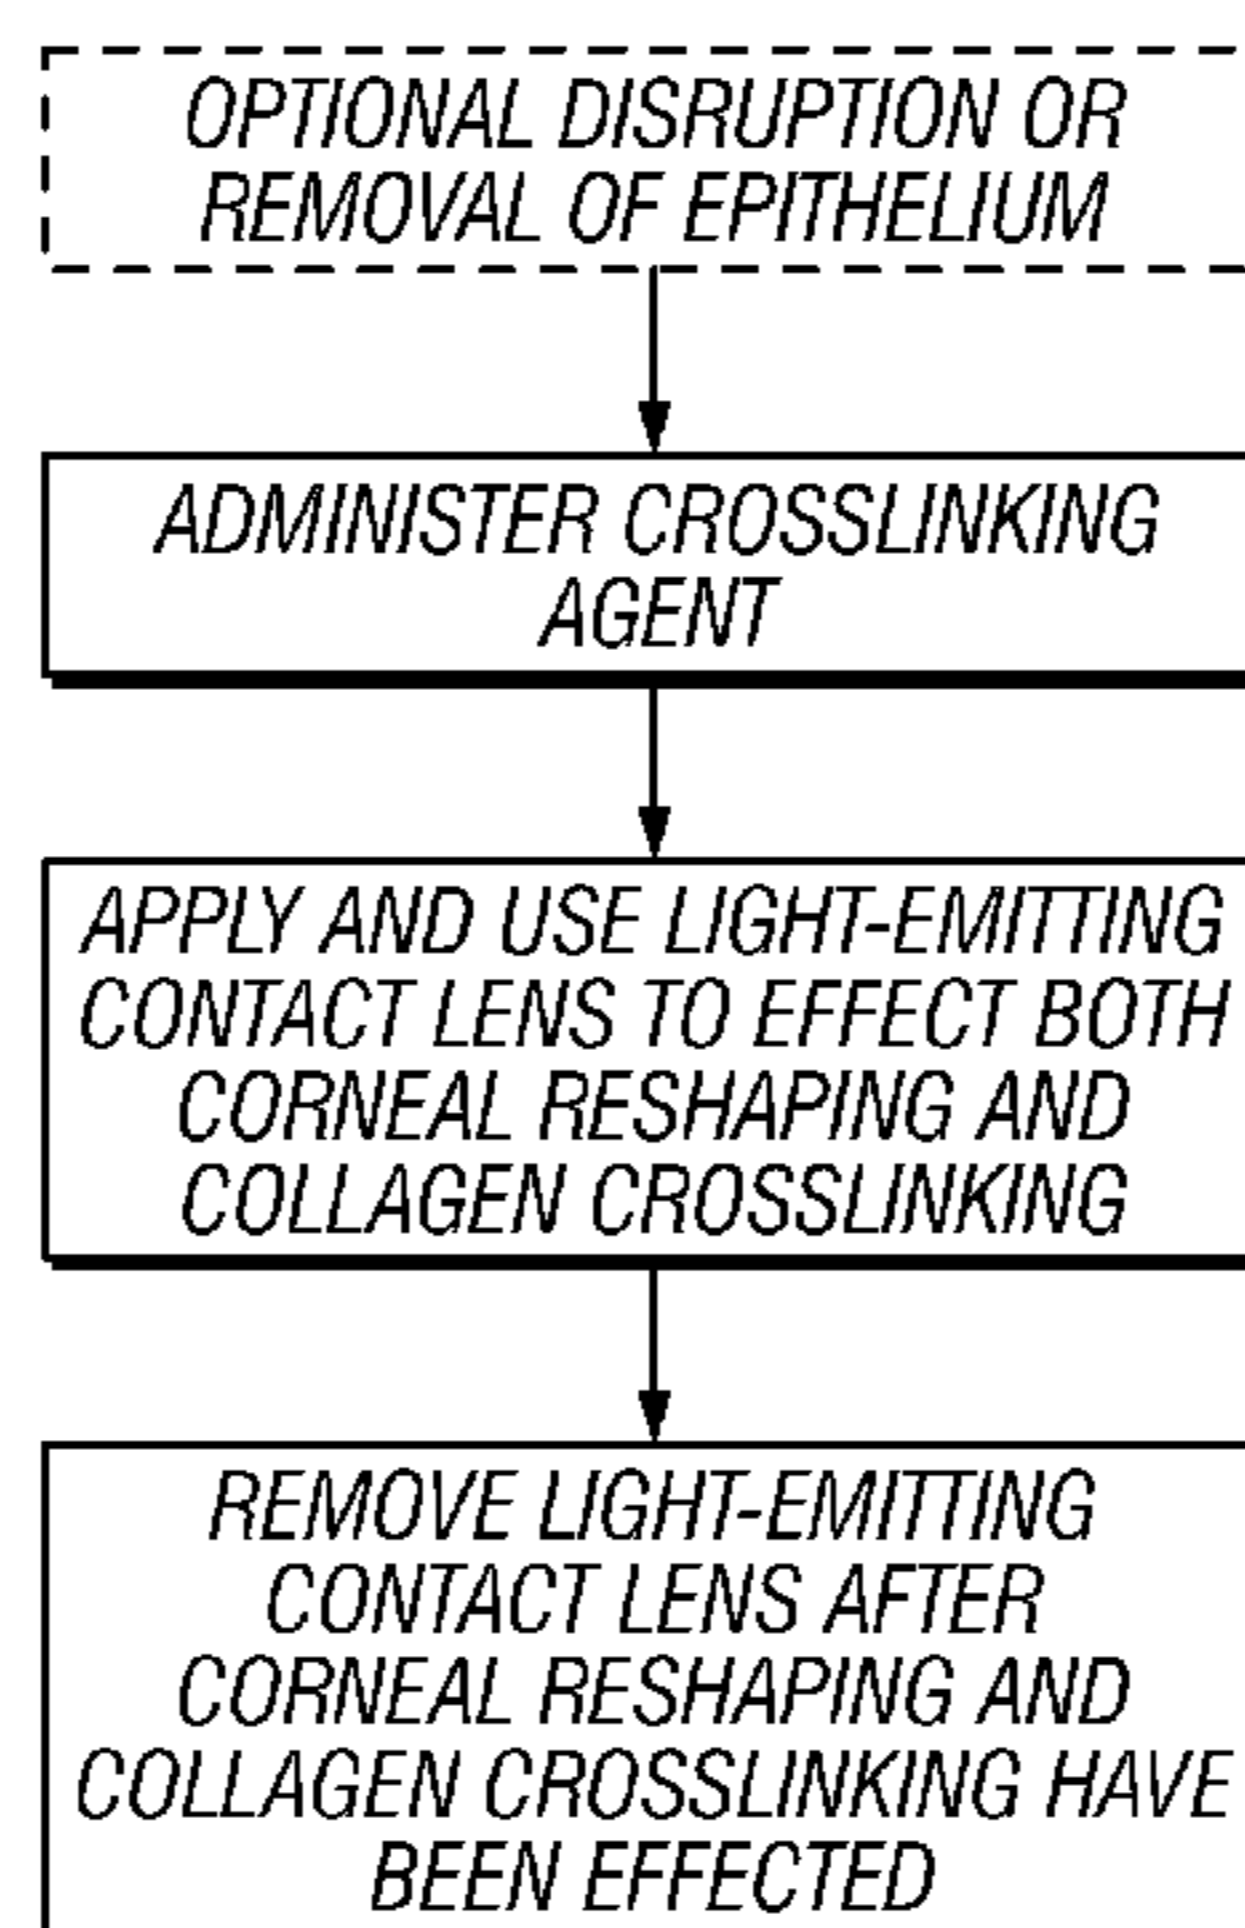 OPTIONAL DISRUPTION OR
REMOVAL OF EPITHELIUM
ADMINISTER CROSSLINKING
AGENT
APPLY AND USE LIGHT-EMITTING
CONTACT LENS TO EFFECT BOTH
CORNEAL RESHAPING AND
COLLAGEN CROSSLINKING
REMOVE LIGHT-EMITTING
CONTACT LENS AFTER
CORNEAL RESHAPING AND
COLLAGEN CROSSLINKING HAVE
BEEN EFFECTED